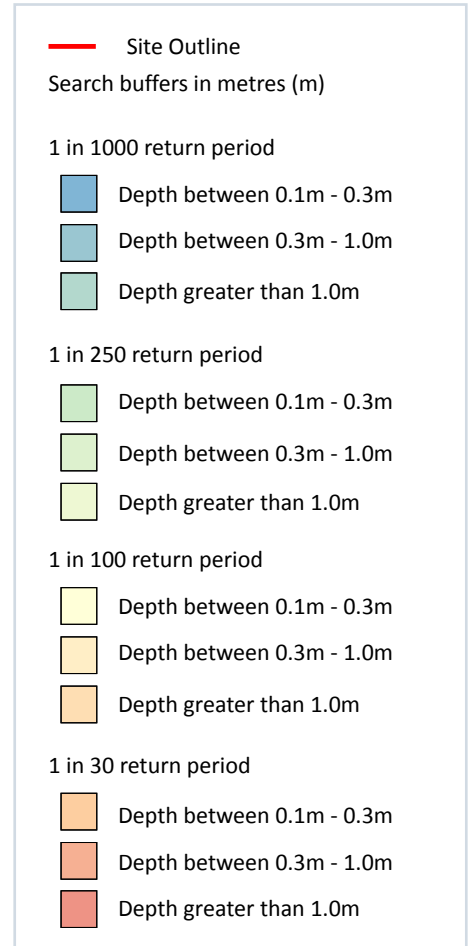 Site Outline
Search buffers in metres (m)
1 in 1000 return period
Depth between 0.1m - 0.3m
Depth between 0.3m - 1.0m
Depth greater than 1.0m
1 in 250 return period
Depth between 0.1m - 0.3m
Depth between 0.3m - 1.0m
Depth greater than 1.0m
1 in 100 return period
Depth between 0.1m - 0.3m
Depth between 0.3m - 1.0m
Depth greater than 1.0m
1 in 30 return period
Depth between 0.1m - 0.3m
Depth between 0.3m - 1.0m
Depth greater than 1.0m